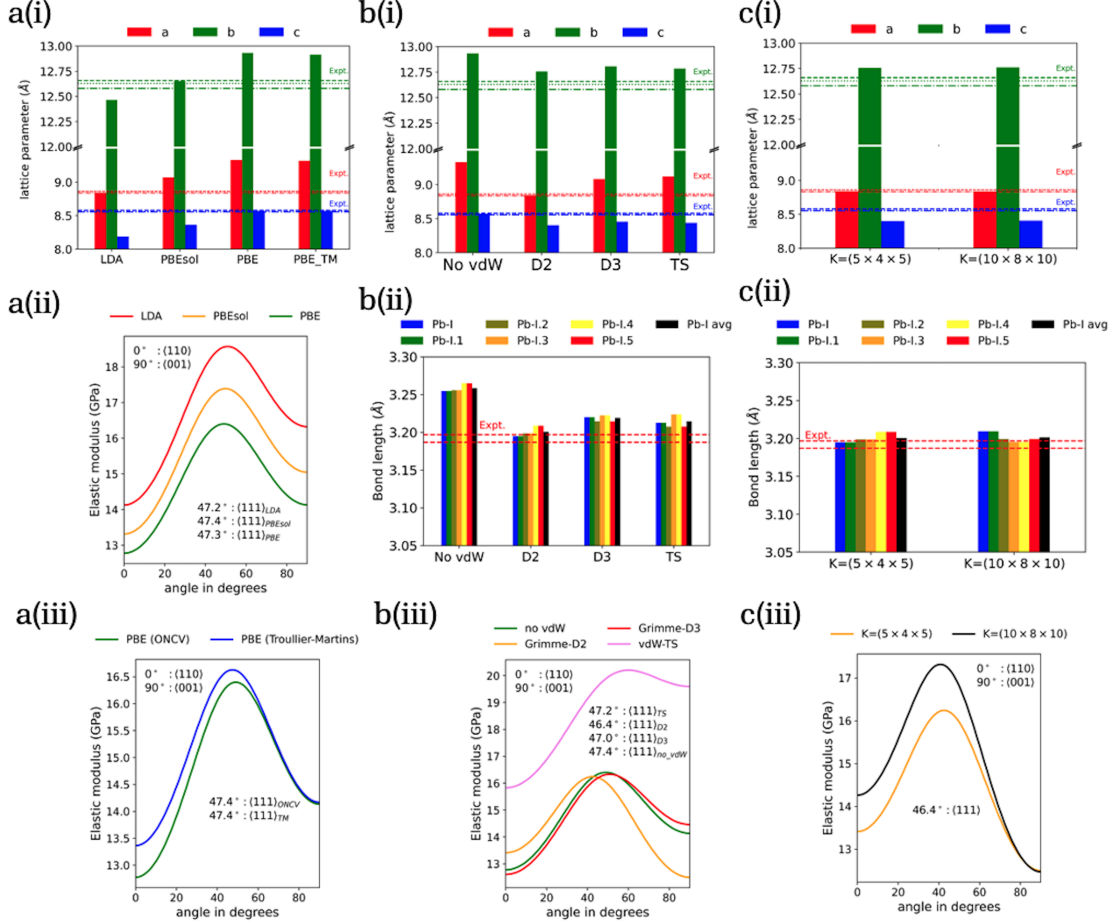 a(i)
a b c
13.00
12.75
12.50
12.25
12.00
9.0
8.5
8.0
lattice parameter (Å)
Expt.
Expt.
Expt.
LDA PBEsol PBE PBE_TM
b(i)
a b c
13.00
12.75
12.50
12.25
12.00
9.0
8.5
8.0
lattice parameter (Å)
Expt.
Expt.
Expt.
No vdW D2 D3 TS
c(i)
a b c
13.00
12.75
12.50
12.25
12.00
9.0
8.5
8.0
lattice parameter (Å)
Expt.
Expt.
Expt.
K=(5 × 4 × 5) K=(10 × 8 × 10)
a(ii)
LDA PBEsol PBE
0° : ⟨110⟩
90° : ⟨001⟩
18
17
16
15
14
13
Elastic modulus (GPa)
47.2° : ⟨111⟩LDA
47.4° : ⟨111⟩PBEsol
47.3° : ⟨111⟩PBE
0 20 40 60 80
angle in degrees
b(ii)
Pb-I Pb-I.2 Pb-I.4 Pb-I avg
Pb-I.1 Pb-I.3 Pb-I.5
3.30
3.25
3.20
3.15
3.10
3.05
Bond length (Å)
Expt.
No vdW D2 D3 TS
c(ii)
Pb-I Pb-I.2 Pb-I.4 Pb-I avg
Pb-I.1 Pb-I.3 Pb-I.5
3.30
3.25
3.20
3.15
3.10
3.05
Bond length (Å)
Expt.
K=(5 × 4 × 5) K=(10 × 8 × 10)
a(iii)
PBE (ONCV) PBE (Troullier-Martins)
0° : ⟨110⟩
90° : ⟨001⟩
16.5
16.0
15.5
15.0
14.5
14.0
13.5
13.0
Elastic modulus (GPa)
47.4° : ⟨111⟩ONCV
47.4° : ⟨111⟩TM
0 20 40 60 80
angle in degrees
b(iii)
no vdW Grimme-D3
Grimme-D2 vdW-TS
0° : ⟨110⟩
90° : ⟨001⟩
20
19
18
17
16
15
14
13
Elastic modulus (GPa)
47.2° : ⟨111⟩TS
46.4° : ⟨111⟩D2
47.0° : ⟨111⟩D3
47.4° : ⟨111⟩no_vdW
0 20 40 60 80
angle in degrees
c(iii)
K=(5 × 4 × 5) K=(10 × 8 × 10)
0° : ⟨110⟩
90° : ⟨001⟩
17
16
15
14
13
Elastic modulus (GPa)
46.4° : ⟨111⟩
0 20 40 60 80
angle in degrees